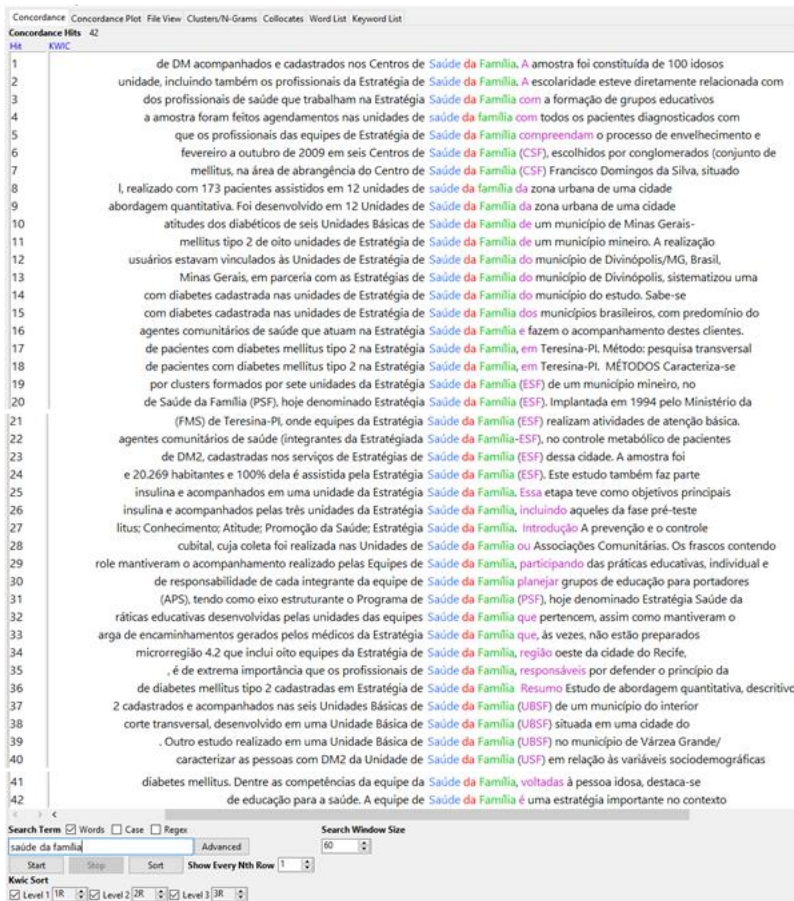 Concordance Concordance Plot File View Clusters/N-Grams Collocates Word List Keyword List
Concordance Hits 42
Hit KWIC
1 de DM acompanhados e cadastrados nos Centros de Saúde da Família. A amostra foi constituída de 100 idosos
2 unidade, incluindo também os profissionais da Estratégia de Saúde da Família. A escolaridade esteve diretamente relacionada com
3 dos profissionais de saúde que trabalham na Estratégia Saúde da Família com a formação de grupos educativos
4 a amostra foram feitos agendamentos nas unidades de saúde da família com todos os pacientes diagnosticados com
5 que os profissionais das equipes de Estratégia de Saúde da Família compreendam o processo de envelhecimento e
6 fevereiro a outubro de 2009 em seis Centros de Saúde da Família (CSF), escolhidos por conglomerados (conjunto de
7 mellitus, na área de abrangência do Centro de Saúde da Família (CSF) Francisco Domingos da Silva, situado
8 l, realizado com 173 pacientes assistidos em 12 unidades de saúde da família da zona urbana de uma cidade
9 abordagem quantitativa. Foi desenvolvido em 12 Unidades de Saúde da Família da zona urbana de uma cidade
10 atitudes dos diabéticos de seis Unidades Básicas de Saúde da Família de um município de Minas Gerais-
11 mellitus tipo 2 de oito unidades de Estratégia de Saúde da Família de um município mineiro. A realização
12 usuários estavam vinculados às Unidades de Estratégia de Saúde da Família do município de Divinópolis/MG, Brasil,
13 Minas Gerais, em parceria com as Estratégias de Saúde da Família do município de Divinópolis, sistematizou uma
14 com diabetes cadastrada nas unidades de Estratégia de Saúde da Família do município do estudo. Sabe-se
15 com diabetes cadastrada nas unidades de Estratégia de Saúde da Família dos municípios brasileiros, com predomínio do
16 agentes comunitários de saúde que atuam na Estratégia Saúde da Família e fazem o acompanhamento destes clientes.
17 de pacientes com diabetes mellitus tipo 2 na Estratégia Saúde da Família, em Teresina-PI. Método: pesquisa transversal
18 de pacientes com diabetes mellitus tipo 2 na Estratégia Saúde da Família, em Teresina-PI. MÉTODOS Caracteriza-se
19 por clusters formados por sete unidades da Estratégia Saúde da Família (ESF) de um município mineiro, no
20 de Saúde da Família (PSF), hoje denominado Estratégia Saúde da Família (ESF). Implantada em 1994 pelo Ministério da
21 (FMS) de Teresina-PI, onde equipes da Estratégia Saúde da Família (ESF) realizam atividades de atenção básica.
22 agentes comunitários de saúde (integrantes da Estratégiada Saúde da Família-ESF), no controle metabólico de pacientes
23 de DM2, cadastradas nos serviços de Estratégias de Saúde da Família (ESF) dessa cidade. A amostra foi
24 e 20.269 habitantes e 100% dela é assistida pela Estratégia Saúde da Família (ESF). Este estudo também faz parte
25 insulina e acompanhados em uma unidade da Estratégia Saúde da Família. Essa etapa teve como objetivos principais
26 insulina e acompanhados pelas três unidades da Estratégia Saúde da Família, incluindo aqueles da fase pré-teste
27 litus; Conhecimento; Atitude; Promoção da Saúde; Estratégia Saúde da Família. Introdução A prevenção e o controle
28 cubital, cuja coleta foi realizada nas Unidades de Saúde da Família ou Associações Comunitárias. Os frascos contendo
29 role mantiveram o acompanhamento realizado pelas Equipes de Saúde da Família, participando das práticas educativas, individual e
30 de responsabilidade de cada integrante da equipe de Saúde da Família planejar grupos de educação para portadores
31 (APS), tendo como eixo estruturante o Programa de Saúde da Família (PSF), hoje denominado Estratégia Saúde da
32 ráticas educativas desenvolvidas pelas unidades das equipes Saúde da Família que pertencem, assim como mantiveram o
33 arga de encaminhamentos gerados pelos médicos da Estratégia Saúde da Família que, às vezes, não estão preparados
34 microrregião 4.2 que inclui oito equipes da Estratégia Saúde da Família, região oeste da cidade do Recife,
35 , é de extrema importância que os profissionais de Saúde da Família, responsáveis por defender o princípio da
36 de diabetes mellitus tipo 2 cadastradas em Estratégia de Saúde da Família Resumo Estudo de abordagem quantitativa, descritivo
37 2 cadastrados e acompanhados nas seis Unidades Básicas de Saúde da Família (UBSF) de um município do interior
38 corte transversal, desenvolvido em uma Unidade Básica de Saúde da Família (UBSF) situada em uma cidade do
39 . Outro estudo realizado em uma Unidade Básica de Saúde da Família (UBSF) no município de Várzea Grande/
40 caracterizar as pessoas com DM2 da Unidade de Saúde da Família (USF) em relação às variáveis sociodemográficas
41 diabetes mellitus. Dentre as competências da equipe da Saúde da Família, voltadas à pessoa idosa, destaca-se
42 de educação para a saúde. A equipe de Saúde da Família é uma estratégia importante no contexto
Search Term Words Case Regex Search Window Size
saúde da família Advanced 60
Start Stop Sort Show Every Nth Row 1
Kwic Sort
Level 1 1R Level 2 2R Level 3 3R